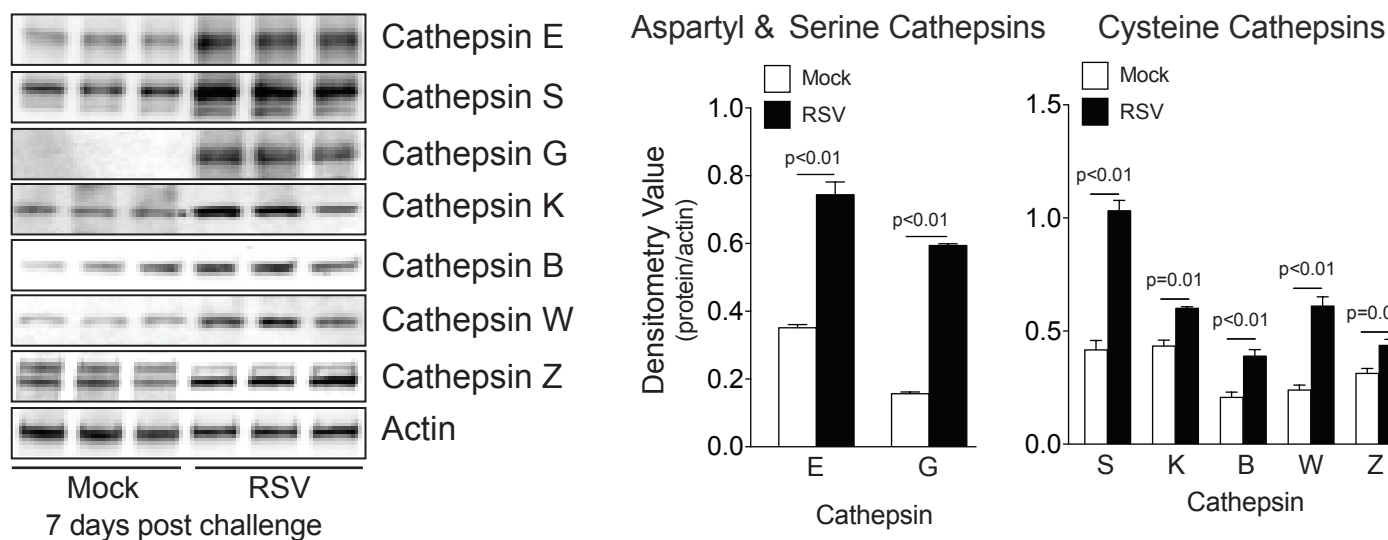 Cathepsin E
Cathepsin S
Cathepsin G
Cathepsin K
Cathepsin B
Cathepsin W
Cathepsin Z
Actin
Mock RSV
7 days post challenge
Aspartyl & Serine Cathepsins
Mock
RSV
Densitometry Value
(protein/actin)
1.0
0.8
0.6
0.4
0.2
0.0
p<0.01
p<0.01
E G
Cathepsin
Cysteine Cathepsins
Mock
RSV
1.5
1.0
0.5
0.0
p<0.01
p=0.01
p<0.01
p<0.01
S K B W Z
Cathepsin